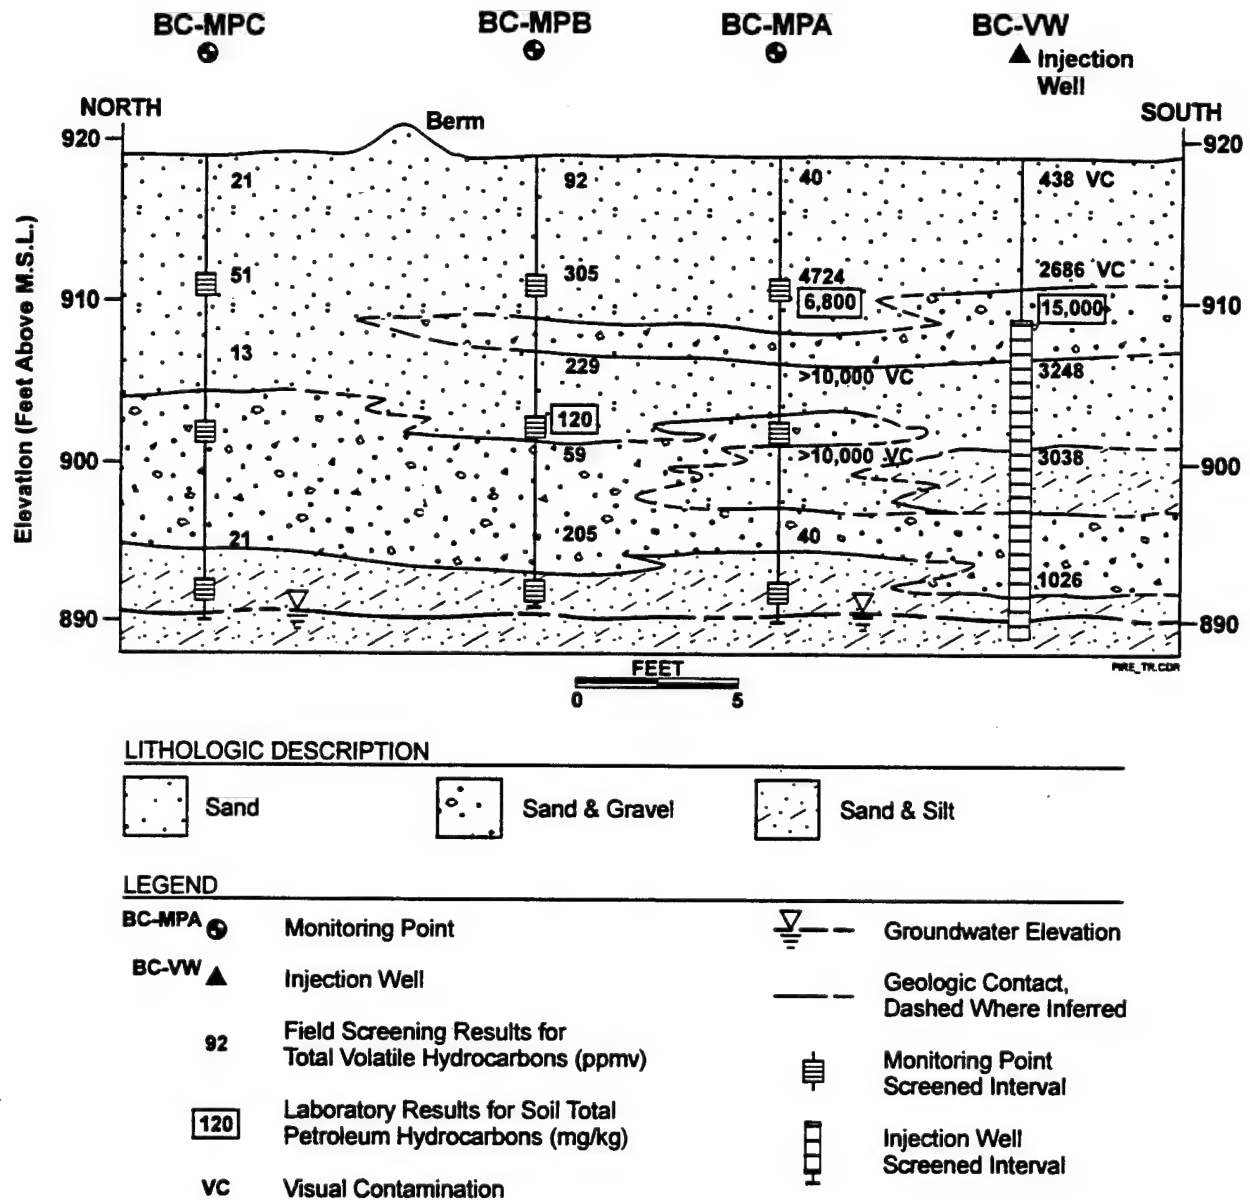 BC-MPC BC-MPB BC-MPA BC-VW
Injection
Well
NORTH
SOUTH
Berm
920
920
21 92 40 438 VC
51 305 4724 2686 VC
910
6,800 15,000
910
13 229 >10,000 VC 3248
120
900
59 >10,000 VC 3038
900
21 205 40
1026
890
890
Elevation (Feet Above M.S.L.)
FEET
0 5
FIRE_TR.CDR
LITHOLOGIC DESCRIPTION
Sand Sand & Gravel Sand & Silt
LEGEND
BC-MPA Monitoring Point
BC-VW Injection Well
92 Field Screening Results for
Total Volatile Hydrocarbons (ppmv)
120 Laboratory Results for Soil Total
Petroleum Hydrocarbons (mg/kg)
VC Visual Contamination
Groundwater Elevation
Geologic Contact,
Dashed Where Inferred
Monitoring Point
Screened Interval
Injection Well
Screened Interval